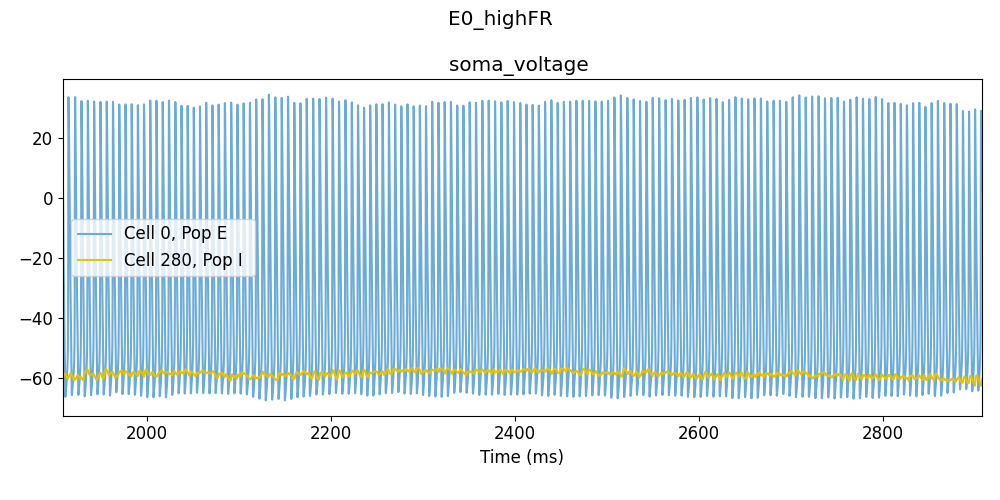 E0_highFR
soma_voltage
20
0
−20
−40
−60
Cell 0, Pop E
Cell 280, Pop I
2000 2200 2400 2600 2800
Time (ms)